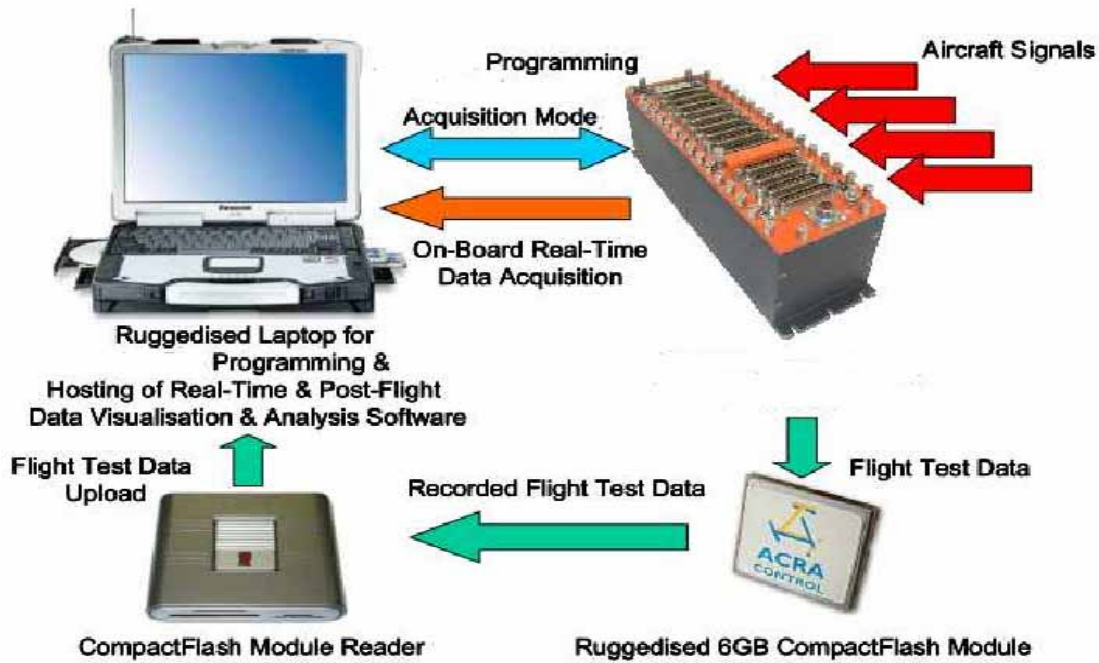 Programming
Aircraft Signals
Acquisition Mode
On-Board Real-Time
Data Acquisition
Ruggedised Laptop for
Programming &
Hosting of Real-Time & Post-Flight
Data Visualisation & Analysis Software
Flight Test Data
Upload
Recorded Flight Test Data
Flight Test Data
ACRA
CONTROL
CompactFlash Module Reader
Ruggedised 6GB CompactFlash Module